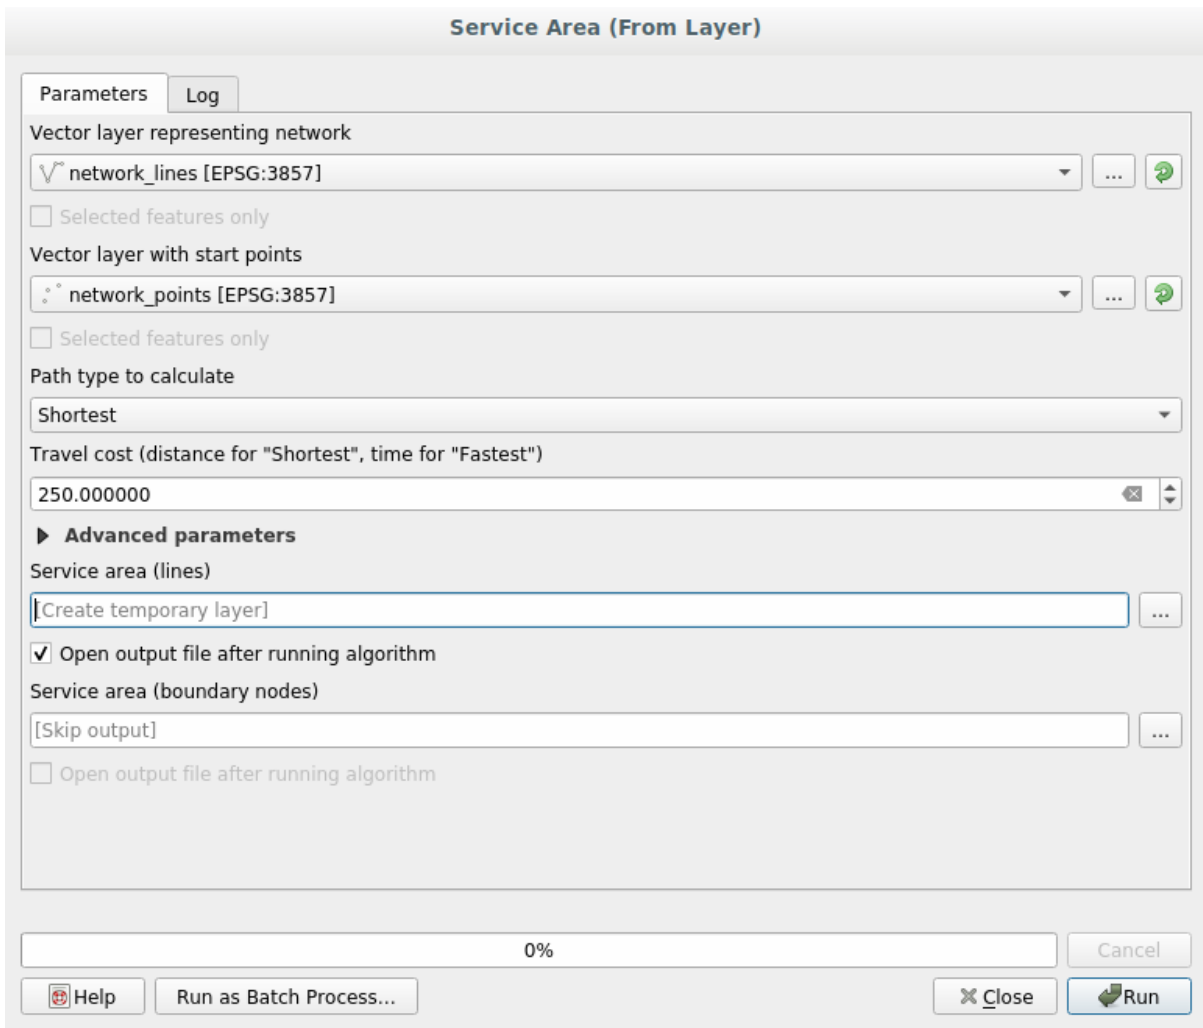 Service Area (From Layer)
Parameters
Log
Vector layer representing network
network_lines [EPSG:3857]
...
Selected features only
Vector layer with start points
network_points [EPSG:3857]
...
Selected features only
Path type to calculate
Shortest
Travel cost (distance for "Shortest", time for "Fastest")
250.000000
Advanced parameters
Service area (lines)
[Create temporary layer]
...
Open output file after running algorithm
Service area (boundary nodes)
[Skip output]
...
Open output file after running algorithm
0%
Cancel
Help
Run as Batch Process...
Close
Run